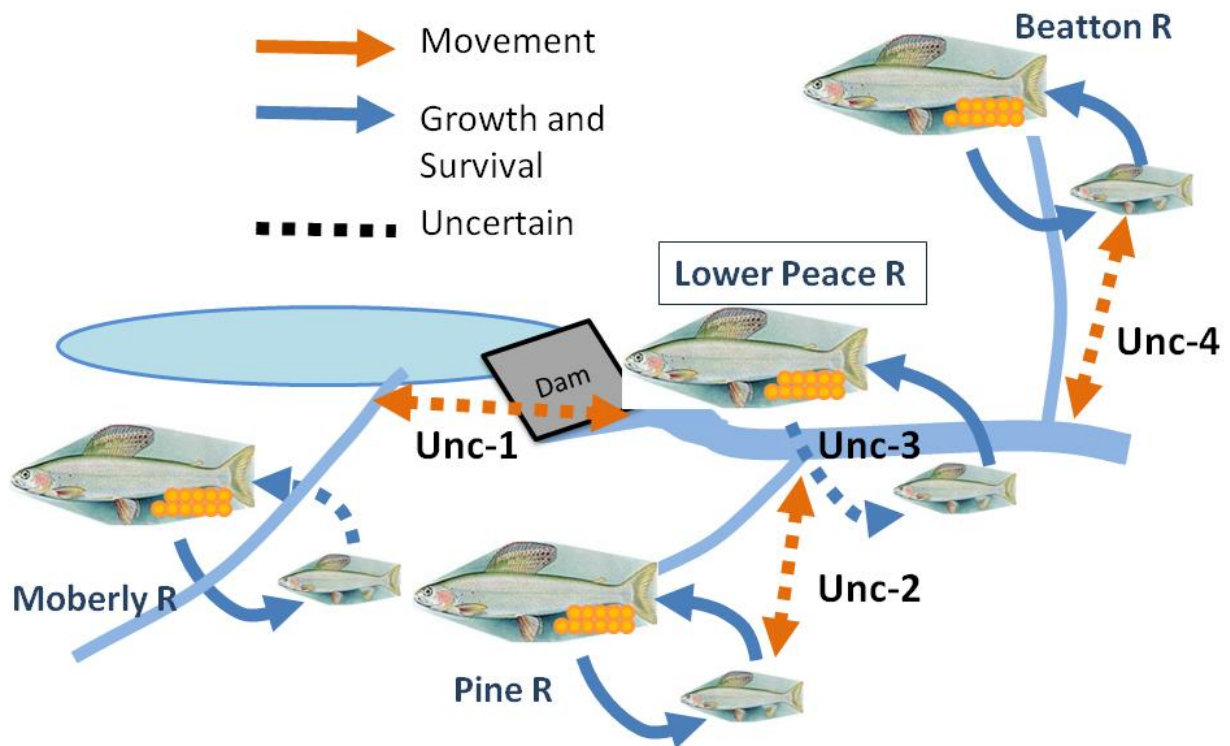 Movement
Growth and
Survival
Uncertain
Beatton R
Lower Peace R
Unc-4
Dam
Unc-1
Unc-3
Moberly R
Unc-2
Pine R